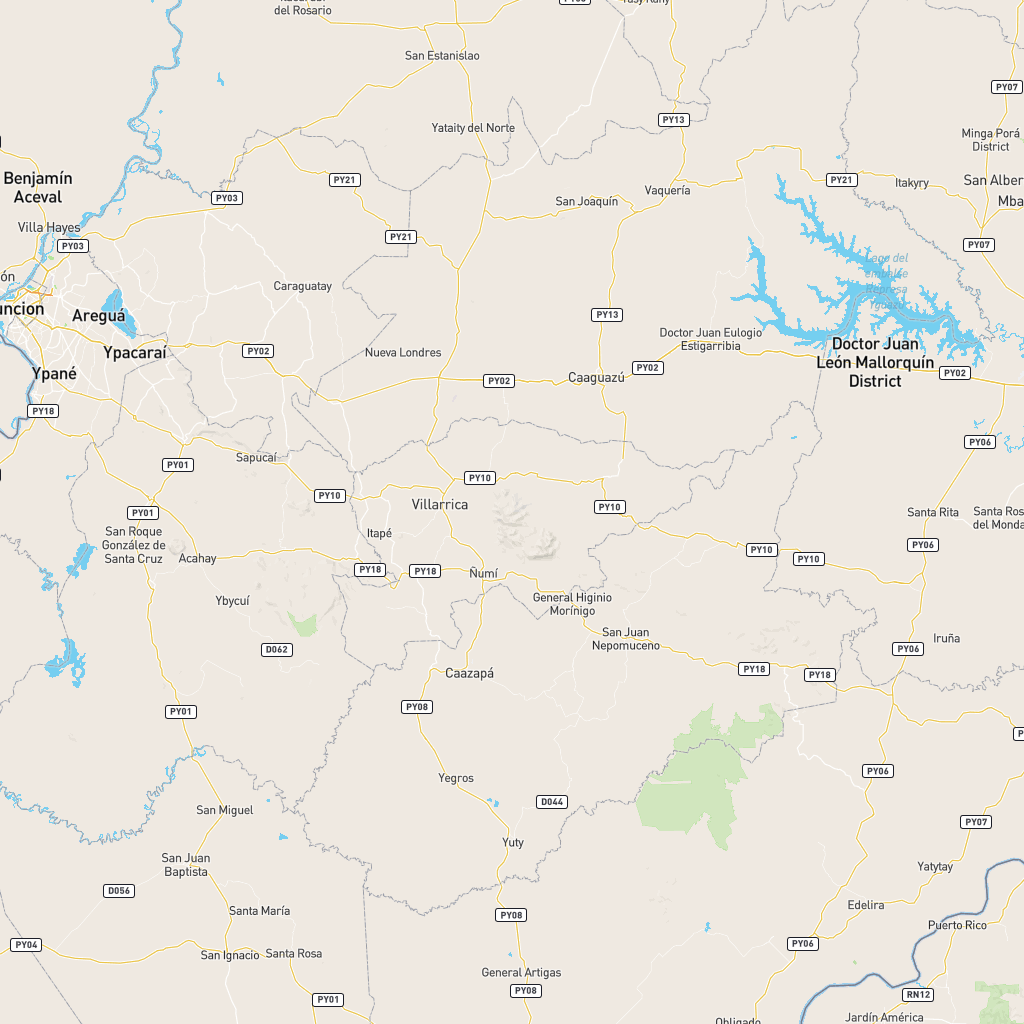 del Rosario
San Estanislao
PY07
Yataity del Norte
PY13
Minga Porá
District
Benjamín
Aceval
PY21
Vaquería
PY21
Itakyry
San Alber
Mba
PY03
San Joaquín
Villa Hayes
PY03
PY21
PY07
ón
Lago del
embalse
Represa
Yguazú
Caraguatay
uncion
Areguá
PY13
Doctor Juan Eulogio
Estigarribia
Ypacaraí
PY02
Nueva Londres
Doctor Juan
León Mallorquín
District
Ypané
PY02
Caaguazú
PY02
PY02
PY18
PY06
Sapucaí
PY01
PY10
PY10
Villarrica
PY10
PY01
Santa Rita
Santa Ros
del Monda
San Roque
González de
Santa Cruz
Itapé
PY06
Acahay
PY18
PY18
Ñumí
PY10
PY10
Ybycuí
General Higinio
Morínigo
San Juan
Nepomuceno
Iruña
D062
PY06
Caazapá
PY18
PY18
PY01
PY08
P
PY06
Yegros
San Miguel
D044
PY07
Yuty
San Juan
Baptista
Yatytay
D056
Santa María
PY08
Edelira
Puerto Rico
PY04
San Ignacio
Santa Rosa
PY06
General Artigas
PY08
PY01
RN12
Obligado
Jardín América